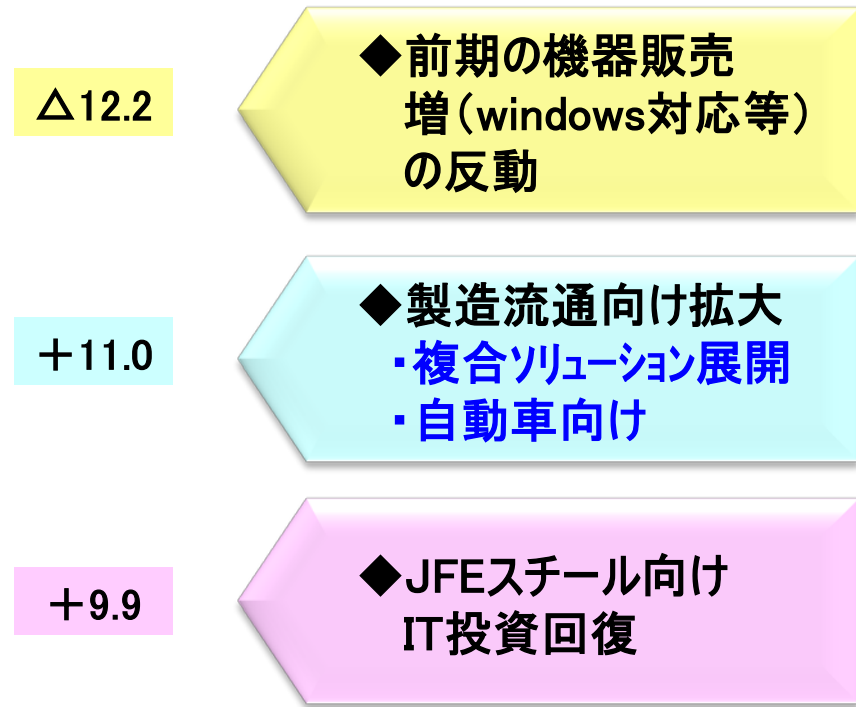 △12.2
◆前期の機器販売
増（windows対応等）
の反動
＋11.0
◆製造流通向け拡大
・複合ｿﾘｭｰｼｮﾝ展開
・自動車向け
＋9.9
◆JFEスチール向け
IT投資回復